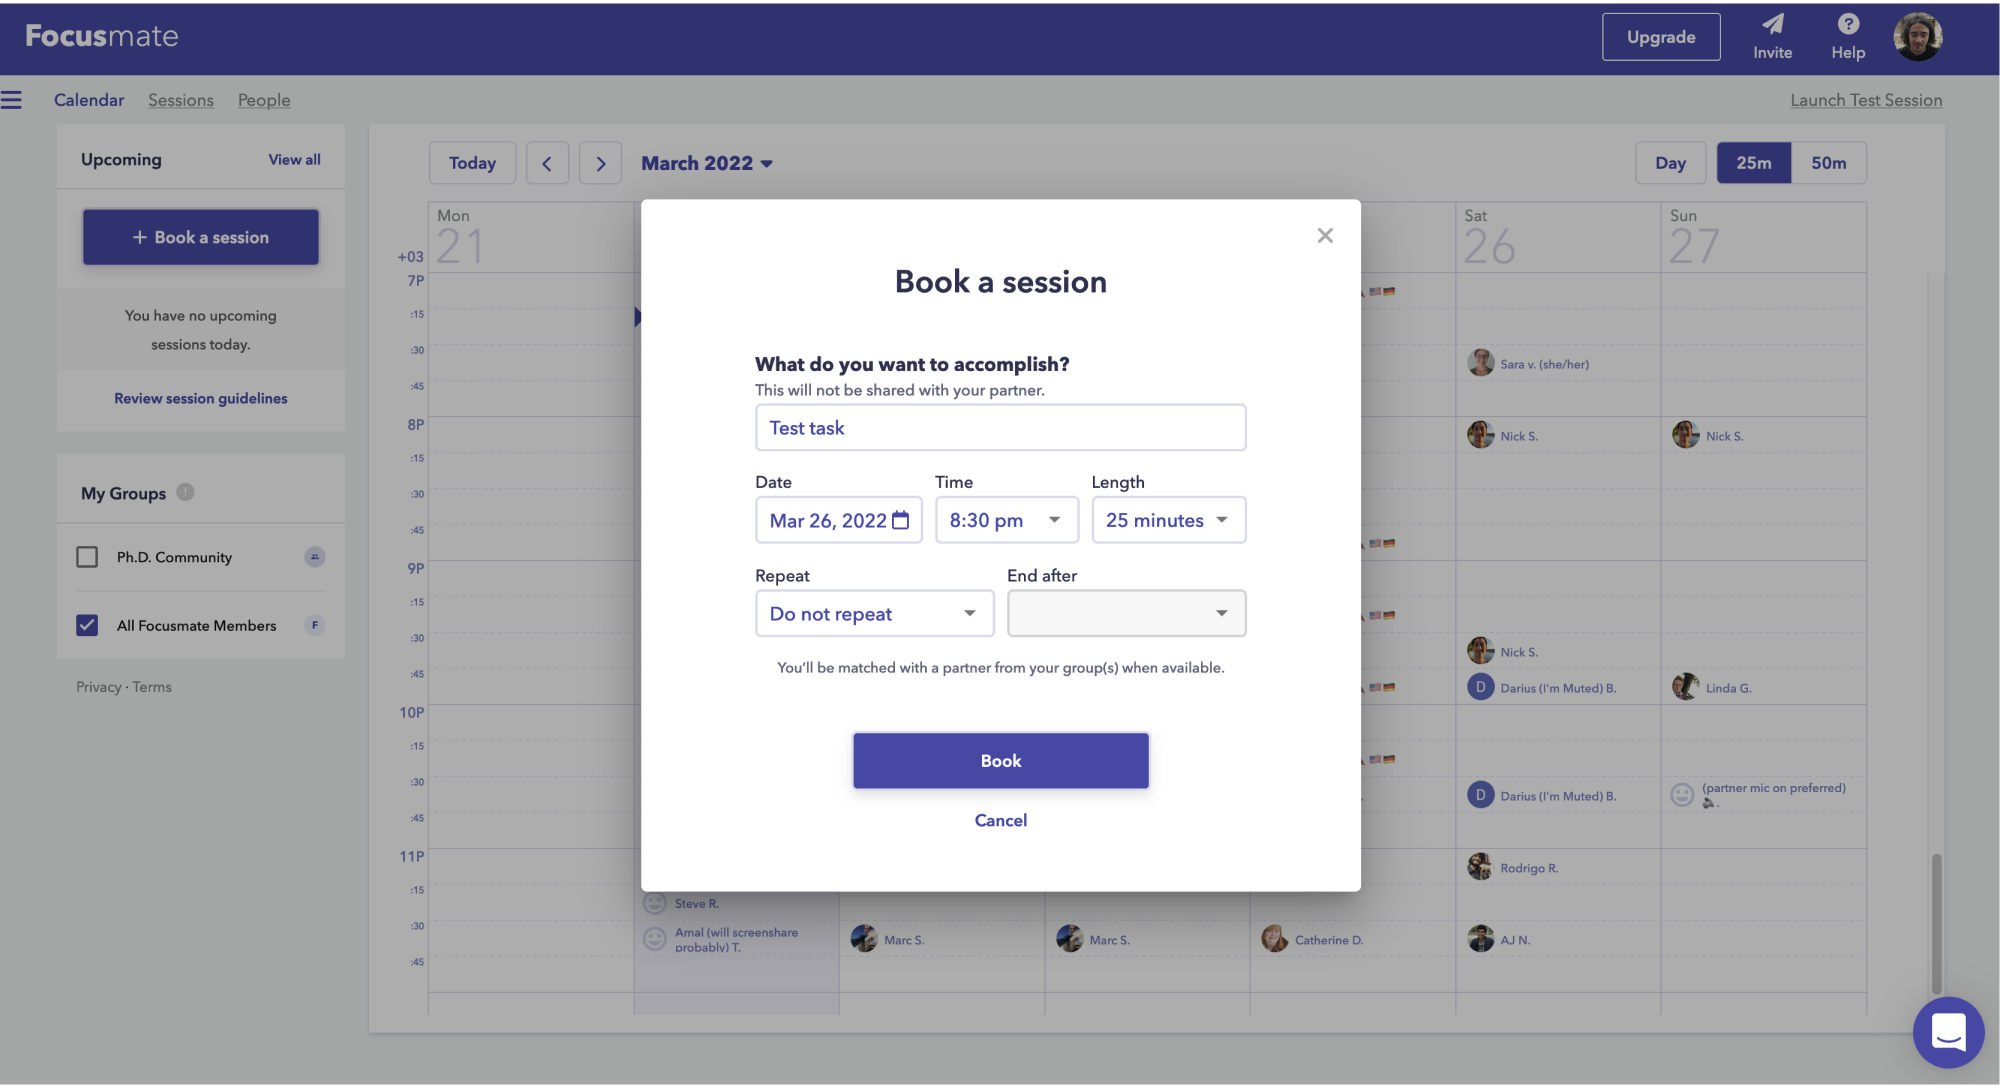 Focusmate
Upgrade
Invite
Help
Calendar Sessions People
Launch Test Session
Upcoming View all
+ Book a session
You have no upcoming
sessions today.
Review session guidelines
My Groups
Ph.D. Community
All Focusmate Members F
Privacy · Terms
Today March 2022 Day 25m 50m
Mon
21
Sat
26
Sun
27
+03
7P
:15
:30
:45
8P
:15
:30
:45
9P
:15
:30
:45
10P
:15
:30
:45
11P
:15
:30
:45
Book a session
What do you want to accomplish?
This will not be shared with your partner.
Test task
Date Time Length
Mar 26, 2022 8:30 pm 25 minutes
Repeat End after
Do not repeat
You'll be matched with a partner from your group(s) when available.
Book
Cancel
Steve R.
Amal (will screenshare
probably) T.
Marc S.
Marc S.
Catherine D.
Sara v. (she/her)
Nick S.
Nick S.
D Darius (I'm Muted) B.
D Darius (I'm Muted) B.
Rodrigo R.
AJ N.
Nick S.
Linda G.
(partner mic on preferred)